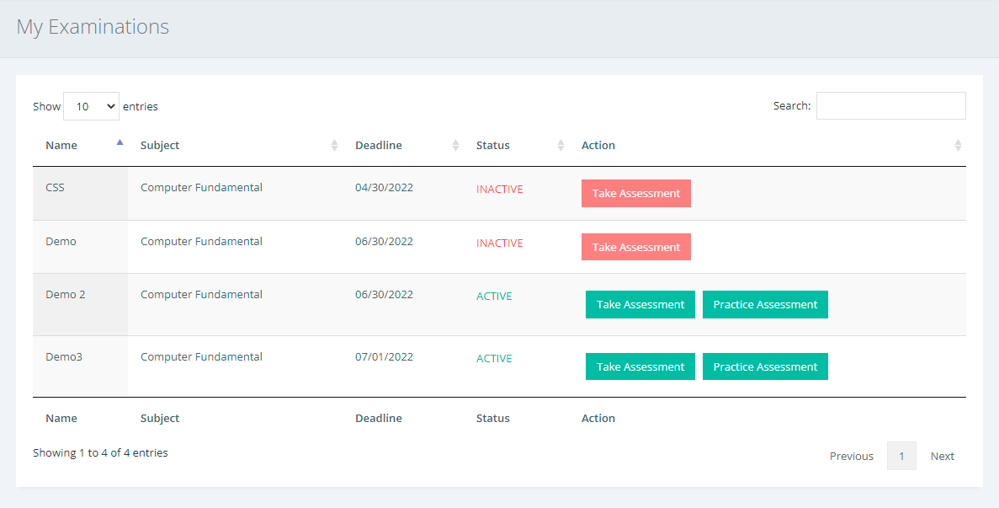 My Examinations
Show 10 entries Search:
Name Subject Deadline Status Action
CSS Computer Fundamental 04/30/2022 INACTIVE Take Assessment
Demo Computer Fundamental 06/30/2022 INACTIVE Take Assessment
Demo 2 Computer Fundamental 06/30/2022 ACTIVE Take Assessment Practice Assessment
Demo3 Computer Fundamental 07/01/2022 ACTIVE Take Assessment Practice Assessment
Name Subject Deadline Status Action
Showing 1 to 4 of 4 entries Previous 1 Next